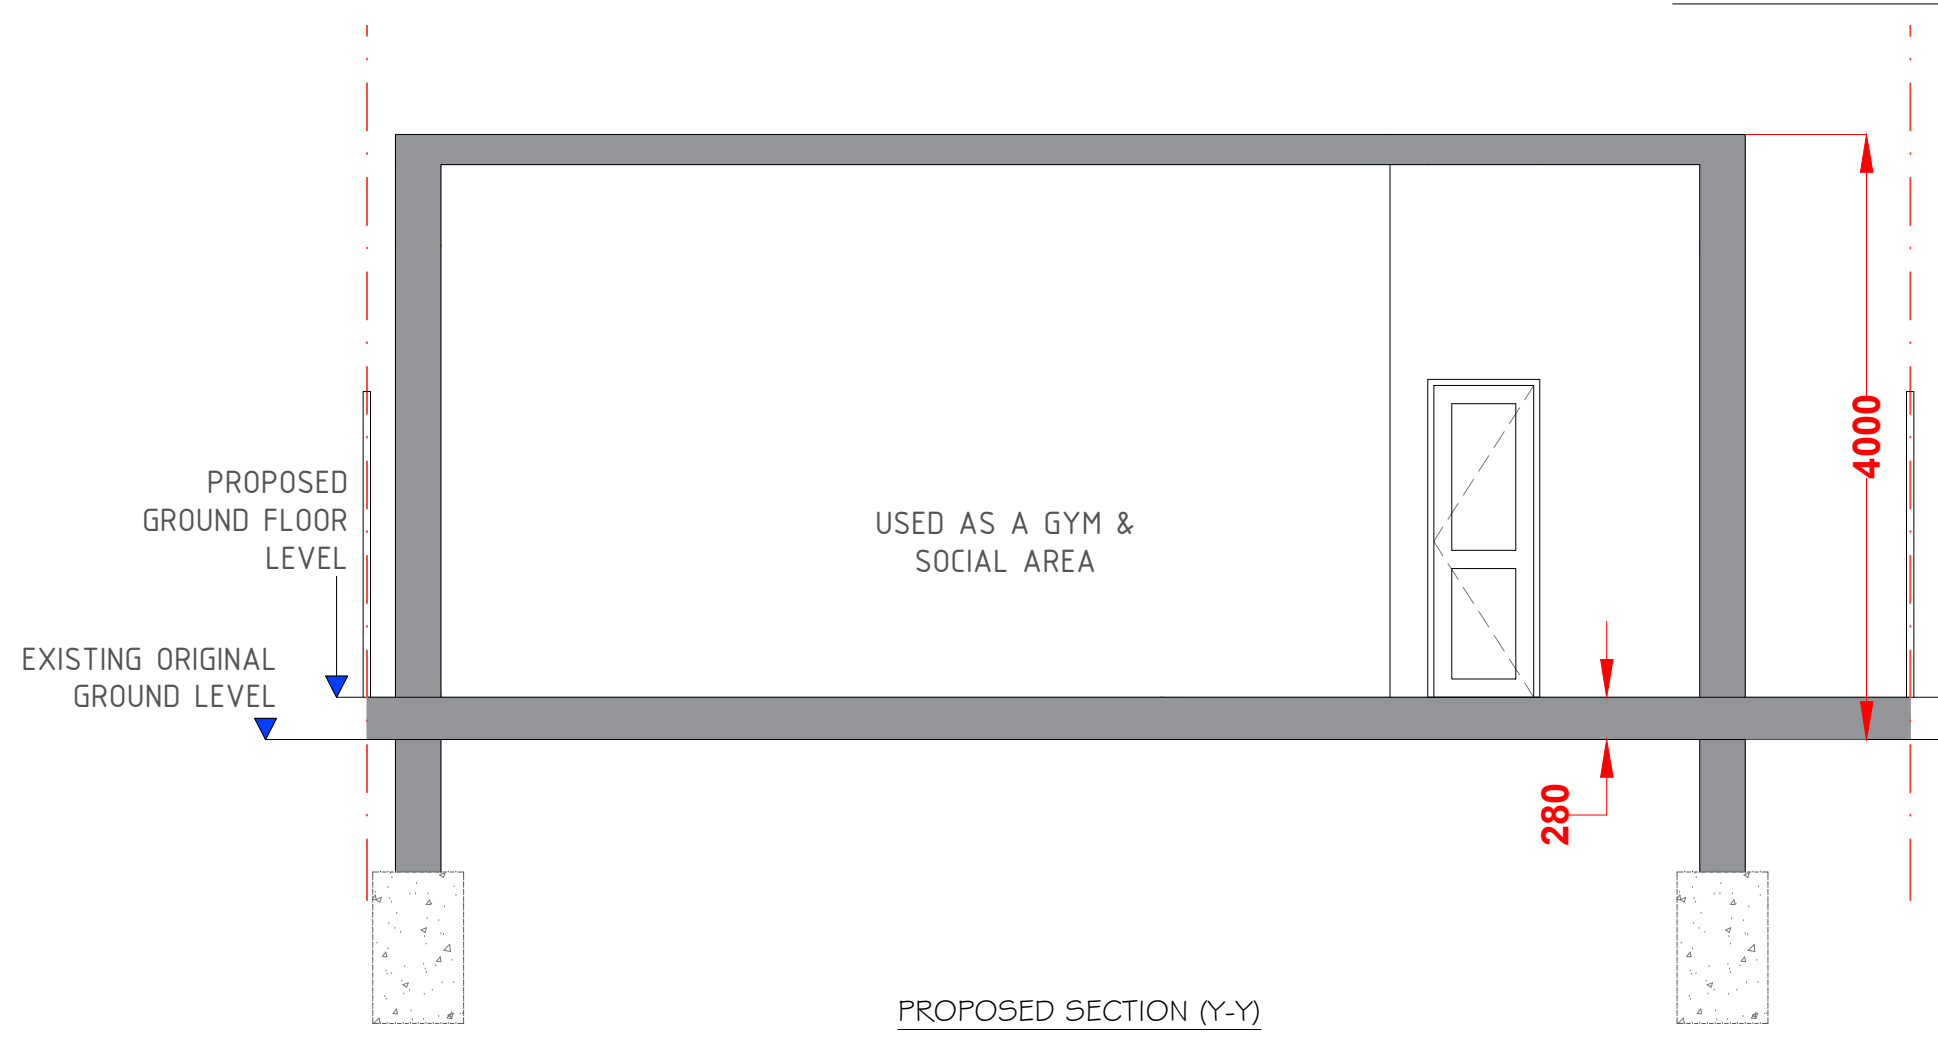 PROPOSED
GROUND FLOOR
LEVEL
EXISTING ORIGINAL
GROUND LEVEL
USED AS A GYM &
SOCIAL AREA
4000
280
PROPOSED SECTION (Y-Y)